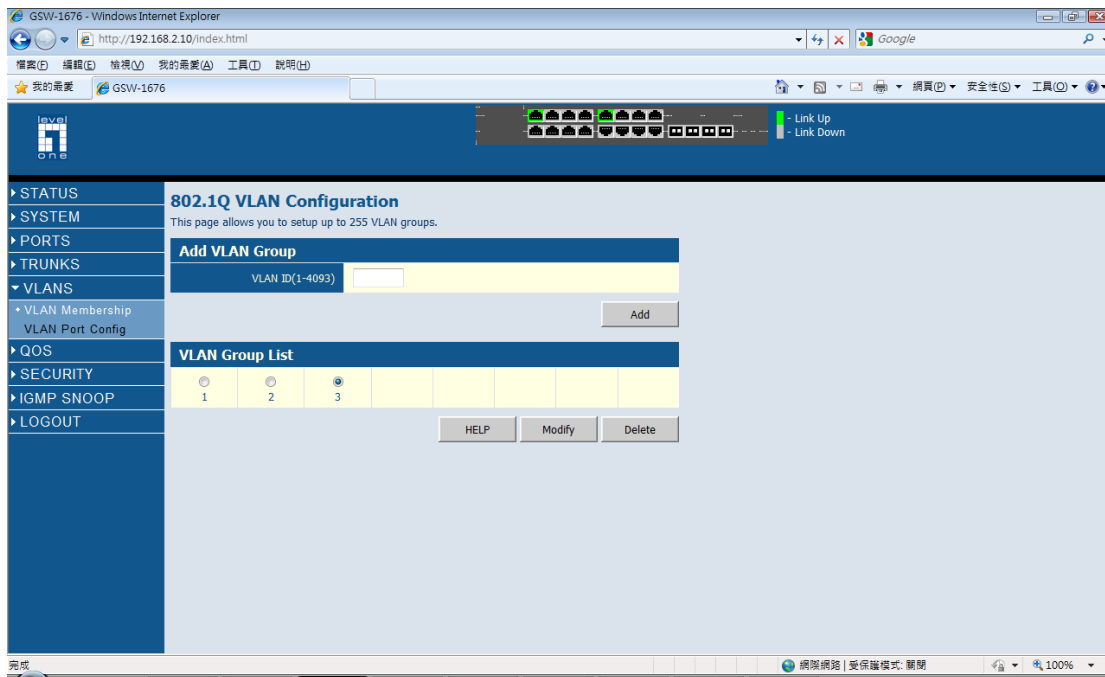 GSW-1676 - Windows Internet Explorer
http://192.168.2.10/index.html
Google
檔案(F) 編輯(E) 檢視(V) 我的最愛(A) 工具(T) 說明(H)
我的最愛 GSW-1676
網頁(P) 安全性(S) 工具(O)
level
one
- Link Up
- Link Down
STATUS
SYSTEM
PORTS
TRUNKS
VLANS
VLAN Membership
VLAN Port Config
QOS
SECURITY
IGMP SNOOP
LOGOUT
802.1Q VLAN Configuration
This page allows you to setup up to 255 VLAN groups.
Add VLAN Group
VLAN ID(1-4093)
Add
VLAN Group List
1 2 3
HELP Modify Delete
完成
網際網路 | 受保護模式: 關閉
100%